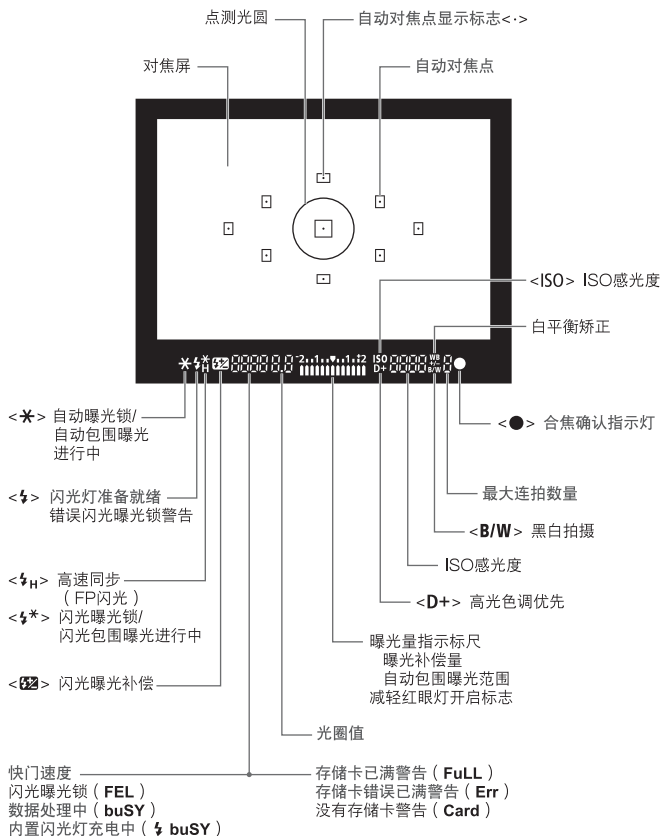 点测光圆
自动对焦点显示标志<·>
对焦屏
自动对焦点
<ISO> ISO感光度
白平衡矫正
-2..1..▼..1..+2 ISO D+ WB +/- B/W
<✱> 自动曝光锁/
自动包围曝光
进行中
<●> 合焦确认指示灯
<⚡> 闪光灯准备就绪
错误闪光曝光锁警告
最大连拍数量
<B/W> 黑白拍摄
ISO感光度
<⚡H> 高速同步
(FP闪光)
<D+> 高光色调优先
<⚡*> 闪光曝光锁/
闪光包围曝光进行中
曝光量指示标尺
曝光补偿量
自动包围曝光范围
减轻红眼灯开启标志
<⚡±> 闪光曝光补偿
光圈值
快门速度
闪光曝光锁(FEL)
数据处理中(buSY)
内置闪光灯充电中(⚡ buSY)
存储卡已满警告(FuLL)
存储卡错误已满警告(Err)
没有存储卡警告(Card)